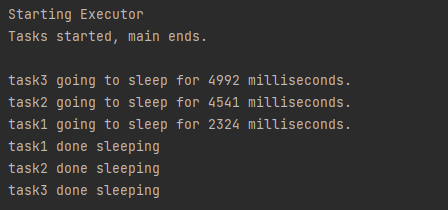 Starting Executor
Tasks started, main ends.
task3 going to sleep for 4992 milliseconds.
task2 going to sleep for 4541 milliseconds.
task1 going to sleep for 2324 milliseconds.
task1 done sleeping
task2 done sleeping
task3 done sleeping